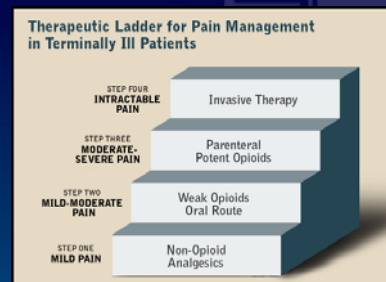 Therapeutic Ladder for Pain Management
in Terminally Ill Patients
STEP FOUR
INTRACTABLE
PAIN
Invasive Therapy
STEP THREE
MODERATE-
SEVERE PAIN
Parenteral
Potent Opioids
STEP TWO
MILD-MODERATE
PAIN
Weak Opioids
Oral Route
STEP ONE
MILD PAIN
Non-Opioid
Analgesics